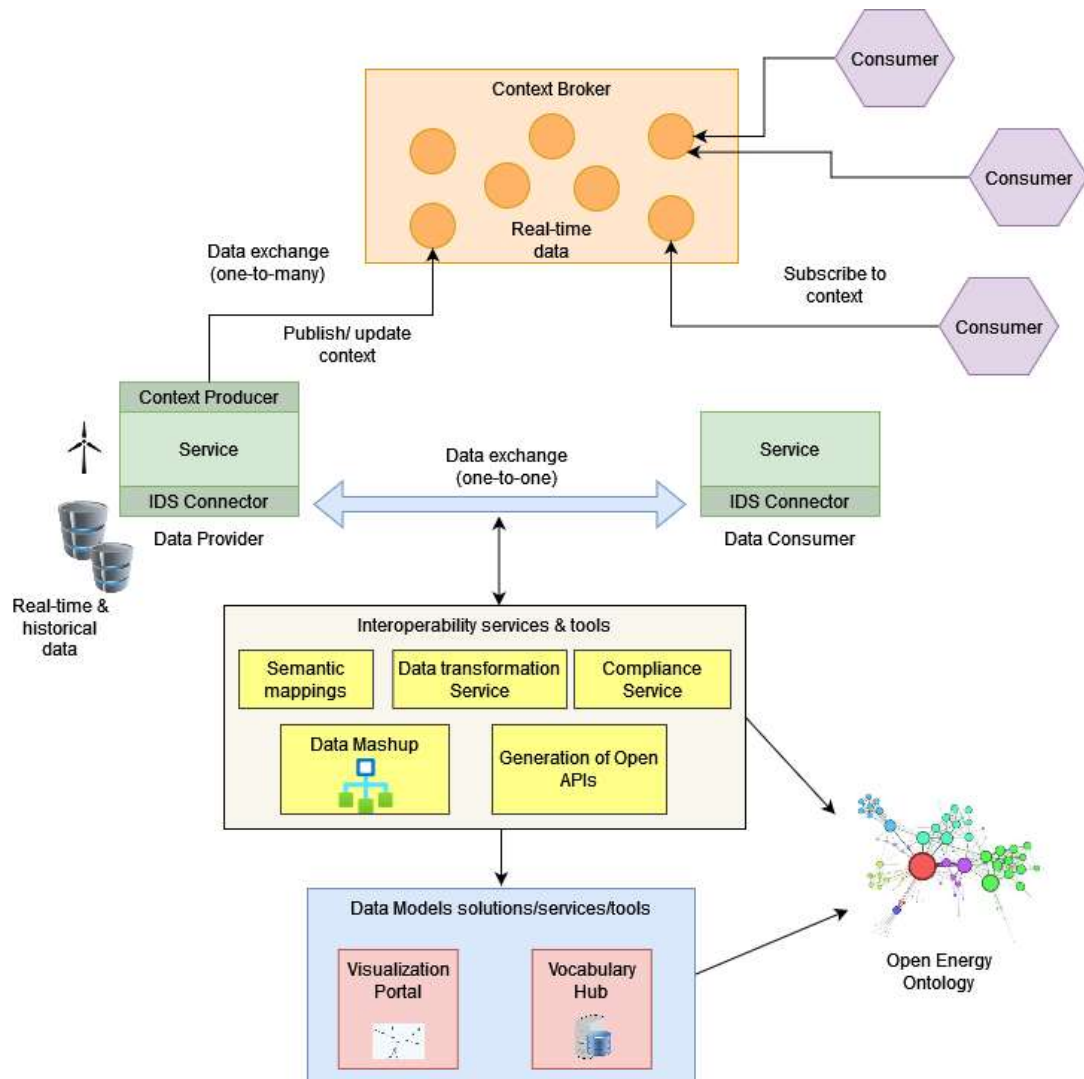 Context Broker
Real-time
data
Consumer
Consumer
Consumer
Subscribe to
context
Data exchange
(one-to-many)
Publish/ update
context
Context Producer
Service
IDS Connector
Data Provider
Real-time &
historical
data
Data exchange
(one-to-one)
Service
IDS Connector
Data Consumer
Interoperability services & tools
Semantic
mappings
Data transformation
Service
Compliance
Service
Data Mashup
Generation of Open
APIs
Data Models solutions/services/tools
Visualization
Portal
Vocabulary
Hub
Open Energy
Ontology